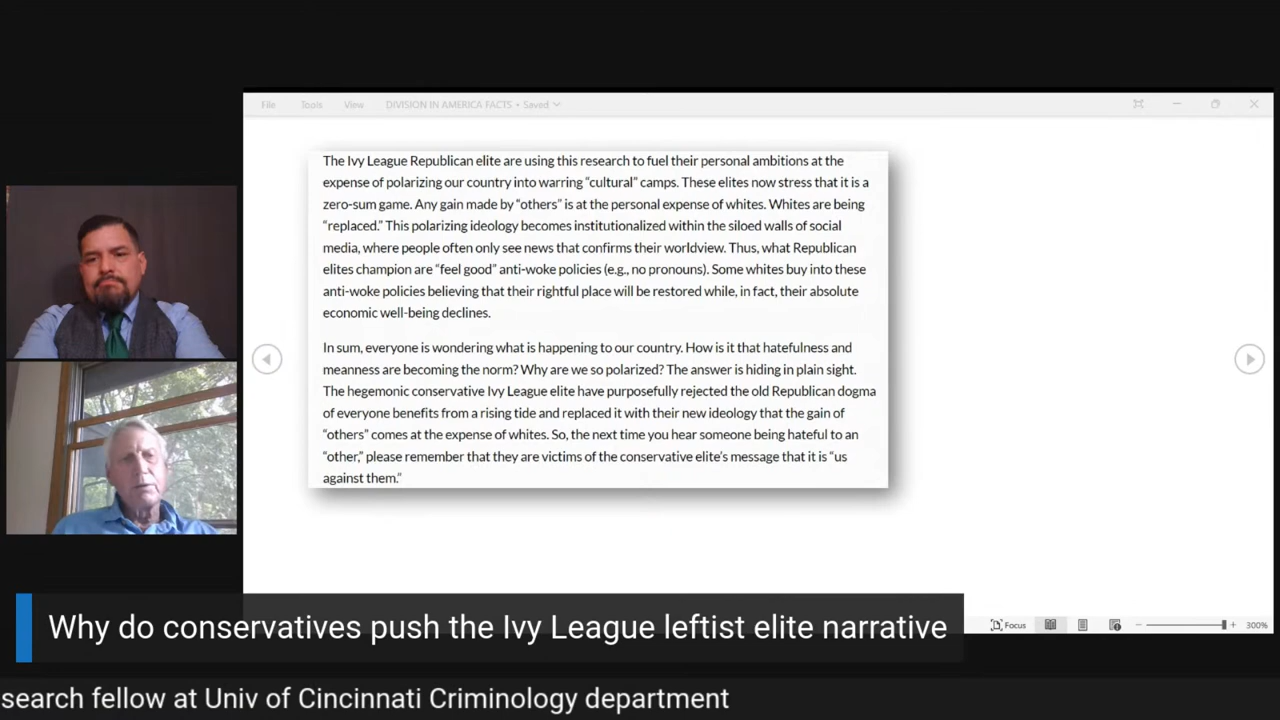 File Tools View DIVISION IN AMERICA FACTS • Saved
The Ivy League Republican elite are using this research to fuel their personal ambitions at the
expense of polarizing our country into warring “cultural” camps. These elites now stress that it is a
zero-sum game. Any gain made by “others” is at the personal expense of whites. Whites are being
“replaced.” This polarizing ideology becomes institutionalized within the siloed walls of social
media, where people often only see news that confirms their worldview. Thus, what Republican
elites champion are “feel good” anti-woke policies (e.g., no pronouns). Some whites buy into these
anti-woke policies believing that their rightful place will be restored while, in fact, their absolute
economic well-being declines.
In sum, everyone is wondering what is happening to our country. How is it that hatefulness and
meanness are becoming the norm? Why are we so polarized? The answer is hiding in plain sight.
The hegemonic conservative Ivy League elite have purposefully rejected the old Republican dogma
of everyone benefits from a rising tide and replaced it with their new ideology that the gain of
“others” comes at the expense of whites. So, the next time you hear someone being hateful to an
“other,” please remember that they are victims of the conservative elite’s message that it is “us
against them.”
Focus 300%
Why do conservatives push the Ivy League leftist elite narrative
search fellow at Univ of Cincinnati Criminology department